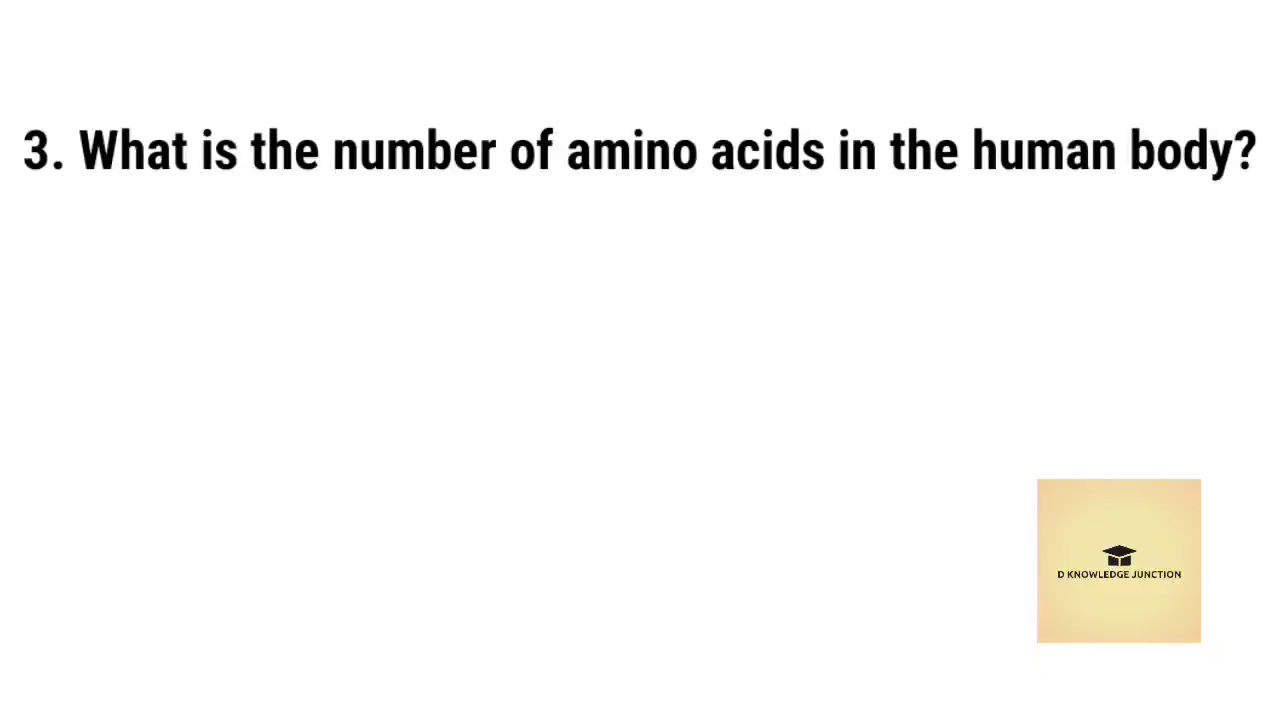 3. What is the number of amino acids in the human body?
D KNOWLEDGE JUNCTION